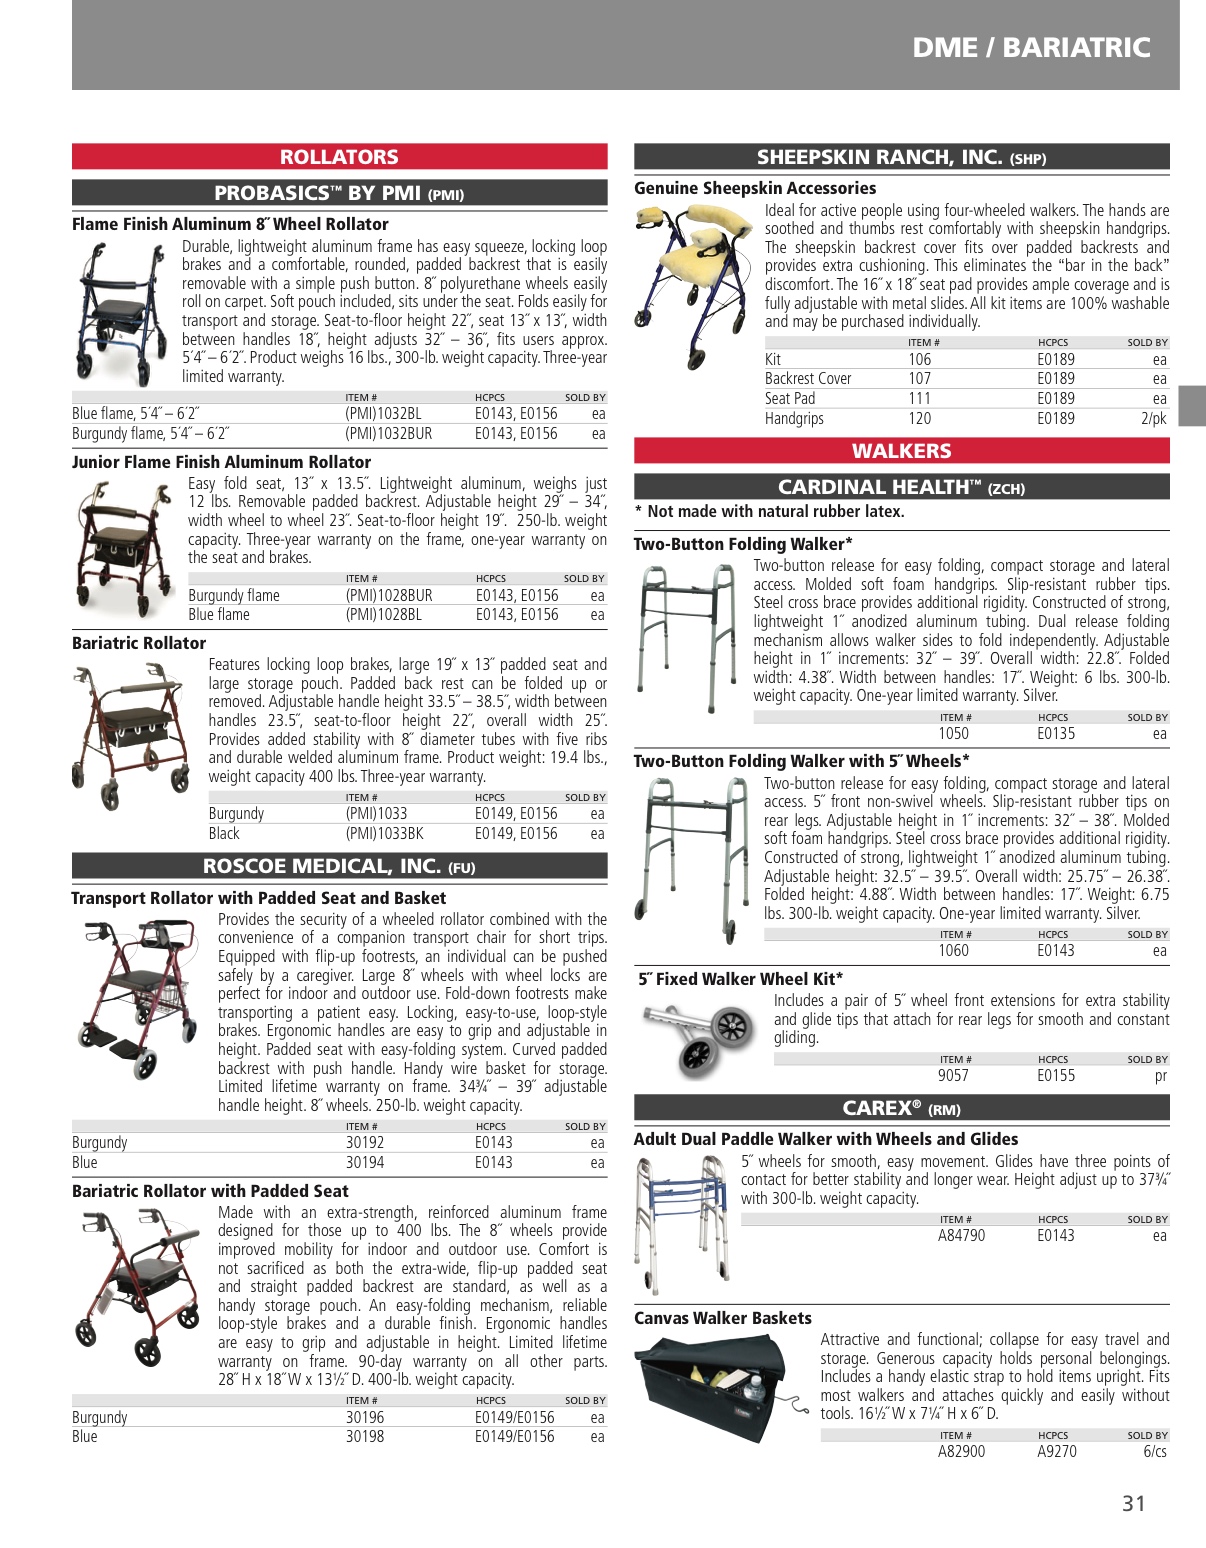 DME / BARIATRIC
ROLLATORS
PROBASICS™ BY PMI (PMI)
Flame Finish Aluminum 8˝ Wheel Rollator
Durable, lightweight aluminum frame has easy squeeze, locking loop
brakes and a comfortable, rounded, padded backrest that is easily
removable with a simple push button. 8˝ polyurethane wheels easily
roll on carpet. Soft pouch included, sits under the seat. Folds easily for
transport and storage. Seat-to-floor height 22˝, seat 13˝ x 13˝, width
between handles 18˝, height adjusts 32˝ – 36˝, fits users approx.
5´4˝ – 6´2˝. Product weighs 16 lbs., 300-lb. weight capacity. Three-year
limited warranty.
ITEM # HCPCS SOLD BY
Blue flame, 5´4˝ – 6´2˝ (PMI)1032BL E0143, E0156 ea
Burgundy flame, 5´4˝ – 6´2˝ (PMI)1032BUR E0143, E0156 ea
Junior Flame Finish Aluminum Rollator
Easy fold seat, 13˝ x 13.5˝. Lightweight aluminum, weighs just
12 lbs. Removable padded backrest. Adjustable height 29˝ – 34˝,
width wheel to wheel 23˝. Seat-to-floor height 19˝. 250-lb. weight
capacity. Three-year warranty on the frame, one-year warranty on
the seat and brakes.
ITEM # HCPCS SOLD BY
Burgundy flame (PMI)1028BUR E0143, E0156 ea
Blue flame (PMI)1028BL E0143, E0156 ea
Bariatric Rollator
Features locking loop brakes, large 19˝ x 13˝ padded seat and
large storage pouch. Padded back rest can be folded up or
removed. Adjustable handle height 33.5˝ – 38.5˝, width between
handles 23.5˝, seat-to-floor height 22˝, overall width 25˝.
Provides added stability with 8˝ diameter tubes with five ribs
and durable welded aluminum frame. Product weight: 19.4 lbs.,
weight capacity 400 lbs. Three-year warranty.
ITEM # HCPCS SOLD BY
Burgundy (PMI)1033 E0149, E0156 ea
Black (PMI)1033BK E0149, E0156 ea
ROSCOE MEDICAL, INC. (FU)
Transport Rollator with Padded Seat and Basket
Provides the security of a wheeled rollator combined with the
convenience of a companion transport chair for short trips.
Equipped with flip-up footrests, an individual can be pushed
safely by a caregiver. Large 8˝ wheels with wheel locks are
perfect for indoor and outdoor use. Fold-down footrests make
transporting a patient easy. Locking, easy-to-use, loop-style
brakes. Ergonomic handles are easy to grip and adjustable in
height. Padded seat with easy-folding system. Curved padded
backrest with push handle. Handy wire basket for storage.
Limited lifetime warranty on frame. 34¾˝ – 39˝ adjustable
handle height. 8˝ wheels. 250-lb. weight capacity.
ITEM # HCPCS SOLD BY
Burgundy 30192 E0143 ea
Blue 30194 E0143 ea
Bariatric Rollator with Padded Seat
Made with an extra-strength, reinforced aluminum frame
designed for those up to 400 lbs. The 8˝ wheels provide
improved mobility for indoor and outdoor use. Comfort is
not sacrificed as both the extra-wide, flip-up padded seat
and straight padded backrest are standard, as well as a
handy storage pouch. An easy-folding mechanism, reliable
loop-style brakes and a durable finish. Ergonomic handles
are easy to grip and adjustable in height. Limited lifetime
warranty on frame. 90-day warranty on all other parts.
28˝ H x 18˝ W x 13½˝ D. 400-lb. weight capacity.
ITEM # HCPCS SOLD BY
Burgundy 30196 E0149/E0156 ea
Blue 30198 E0149/E0156 ea
SHEEPSKIN RANCH, INC. (SHP)
Genuine Sheepskin Accessories
Ideal for active people using four-wheeled walkers. The hands are
soothed and thumbs rest comfortably with sheepskin handgrips.
The sheepskin backrest cover fits over padded backrests and
provides extra cushioning. This eliminates the “bar in the back”
discomfort. The 16˝ x 18˝ seat pad provides ample coverage and is
fully adjustable with metal slides. All kit items are 100% washable
and may be purchased individually.
ITEM # HCPCS SOLD BY
Kit 106 E0189 ea
Backrest Cover 107 E0189 ea
Seat Pad 111 E0189 ea
Handgrips 120 E0189 2/pk
WALKERS
CARDINAL HEALTH™ (ZCH)
* Not made with natural rubber latex.
Two-Button Folding Walker*
Two-button release for easy folding, compact storage and lateral
access. Molded soft foam handgrips. Slip-resistant rubber tips.
Steel cross brace provides additional rigidity. Constructed of strong,
lightweight 1˝ anodized aluminum tubing. Dual release folding
mechanism allows walker sides to fold independently. Adjustable
height in 1˝ increments: 32˝ – 39˝. Overall width: 22.8˝. Folded
width: 4.38˝. Width between handles: 17˝. Weight: 6 lbs. 300-lb.
weight capacity. One-year limited warranty. Silver.
ITEM # HCPCS SOLD BY
1050 E0135 ea
Two-Button Folding Walker with 5˝ Wheels*
Two-button release for easy folding, compact storage and lateral
access. 5˝ front non-swivel wheels. Slip-resistant rubber tips on
rear legs. Adjustable height in 1˝ increments: 32˝ – 38˝. Molded
soft foam handgrips. Steel cross brace provides additional rigidity.
Constructed of strong, lightweight 1˝ anodized aluminum tubing.
Adjustable height: 32.5˝ – 39.5˝. Overall width: 25.75˝ – 26.38˝.
Folded height: 4.88˝. Width between handles: 17˝. Weight: 6.75
lbs. 300-lb. weight capacity. One-year limited warranty. Silver.
ITEM # HCPCS SOLD BY
1060 E0143 ea
5˝ Fixed Walker Wheel Kit*
Includes a pair of 5˝ wheel front extensions for extra stability
and glide tips that attach for rear legs for smooth and constant
gliding.
ITEM # HCPCS SOLD BY
9057 E0155 pr
CAREX® (RM)
Adult Dual Paddle Walker with Wheels and Glides
5˝ wheels for smooth, easy movement. Glides have three points of
contact for better stability and longer wear. Height adjust up to 37¾˝
with 300-lb. weight capacity.
ITEM # HCPCS SOLD BY
A84790 E0143 ea
Canvas Walker Baskets
Attractive and functional; collapse for easy travel and
storage. Generous capacity holds personal belongings.
Includes a handy elastic strap to hold items upright. Fits
most walkers and attaches quickly and easily without
tools. 16½˝ W x 7¼˝ H x 6˝ D.
ITEM # HCPCS SOLD BY
A82900 A9270 6/cs
31